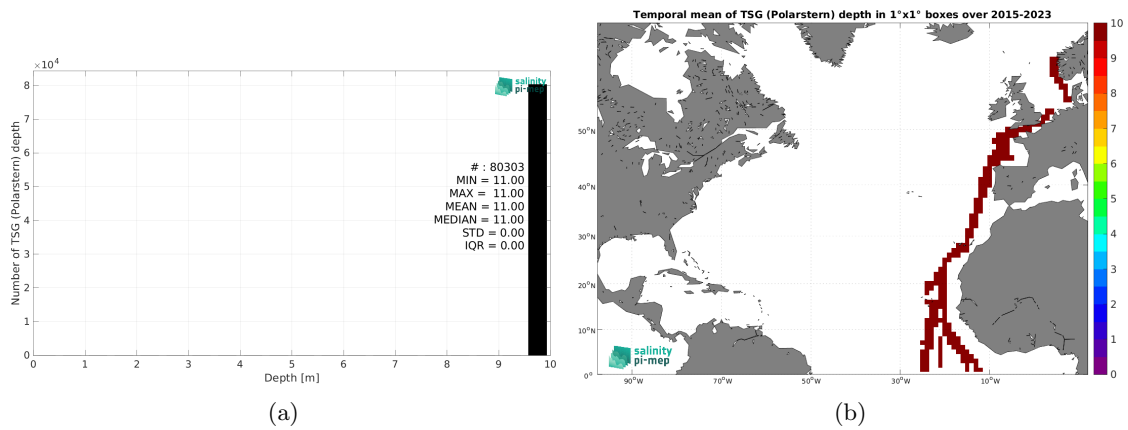 ×10⁴
8
7
6
5
4
3
2
1
0
Number of TSG (Polarstern) depth
salinity
pi-mep
# : 80303
MIN = 11.00
MAX = 11.00
MEAN = 11.00
MEDIAN = 11.00
STD = 0.00
IQR = 0.00
0 1 2 3 4 5 6 7 8 9 10
Depth [m]
(a)
Temporal mean of TSG (Polarstern) depth in 1°x1° boxes over 2015-2023
50°N
40°N
30°N
20°N
10°N
0°
90°W 70°W 50°W 30°W 10°W
salinity
pi-mep
10
9
8
7
6
5
4
3
2
1
0
(b)